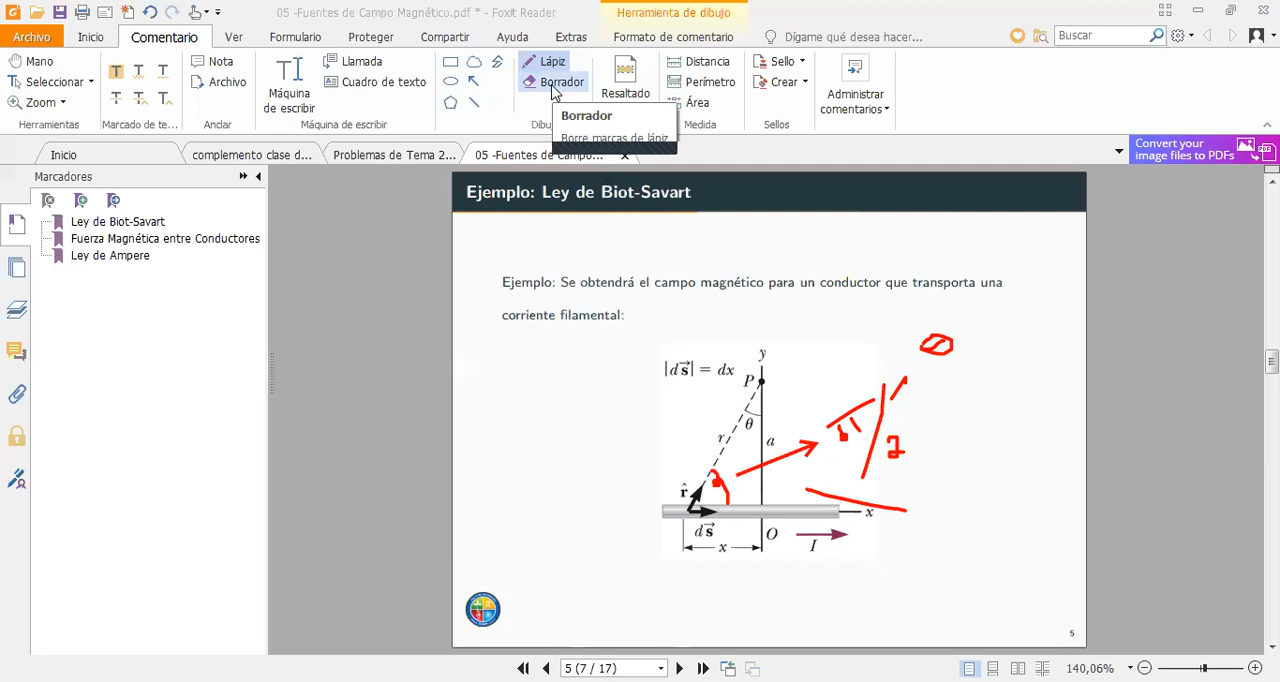 05 -Fuentes de Campo Magnético.pdf * - Foxit Reader
Herramienta de dibujo
Archivo
Inicio
Comentario
Ver
Formulario
Proteger
Compartir
Ayuda
Extras
Formato de comentario
Dígame qué desea hacer...
Buscar
Mano
Seleccionar
Zoom
Herramientas
T T T
T T T
Marcado de te...
Nota
Archivo
Anclar
Máquina
de escribir
Llamada
Cuadro de texto
Máquina de escribir
Lápiz
Borrador
Dibu
Resaltado
Distancia
Perímetro
Área
Medida
Sello
Crear
Sellos
Administrar
comentarios
Borrador
Borre marcas de lápiz
Inicio
complemento clase d...
Problemas de Tema 2...
05 -Fuentes de Campo...
Convert your
image files to PDFs
PDF
Marcadores
Ley de Biot-Savart
Fuerza Magnética entre Conductores
Ley de Ampere
Ejemplo: Ley de Biot-Savart
Ejemplo: Se obtendrá el campo magnético para un conductor que transporta una
corriente filamental:
y
|ds⃗| = dx
P
θ
r
a
r̂
x
ds⃗
O
I
x
5
5 (7 / 17)
140,06%